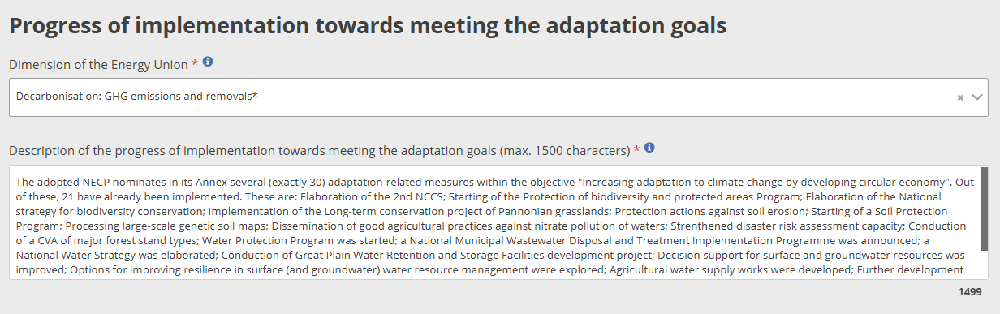 Progress of implementation towards meeting the adaptation goals
Dimension of the Energy Union *
Decarbonisation: GHG emissions and removals*
Description of the progress of implementation towards meeting the adaptation goals (max. 1500 characters) *
The adopted NECP nominates in its Annex several (exactly 30) adaptation-related measures within the objective "Increasing adaptation to climate change by developing circular economy". Out
of these, 21 have already been implemented. These are: Elaboration of the 2nd NCCS; Starting of the Protection of biodiversity and protected areas Program; Elaboration of the National
strategy for biodiversity conservation; Implementation of the Long-term conservation project of Pannonian grasslands; Protection actions against soil erosion; Starting of a Soil Protection
Program; Processing large-scale genetic soil maps; Dissemination of good agricultural practices against nitrate pollution of waters; Strenthened disaster risk assessment capacity; Conduction
of a CVA of major forest stand types; Water Protection Program was started; a National Municipal Wastewater Disposal and Treatment Implementation Programme was announced; a
National Water Strategy was elaborated; Conduction of Great Plain Water Retention and Storage Facilities development project; Decision support for surface and groundwater resources was
improved; Options for improving resilience in surface (and groundwater) water resource management were explored; Agricultural water supply works were developed; Further development
1499